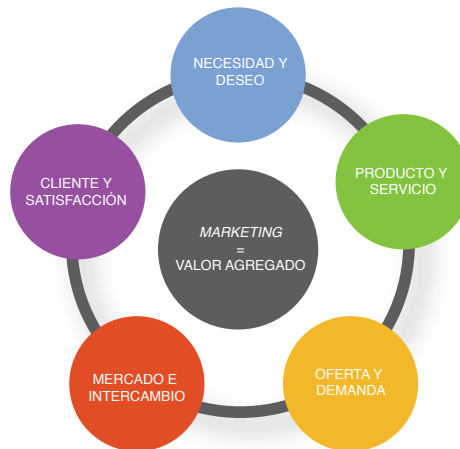 NECESIDAD Y
DESEO
PRODUCTO Y
SERVICIO
CLIENTE Y
SATISFACCIÓN
MARKETING
=
VALOR AGREGADO
MERCADO E
INTERCAMBIO
OFERTA Y
DEMANDA